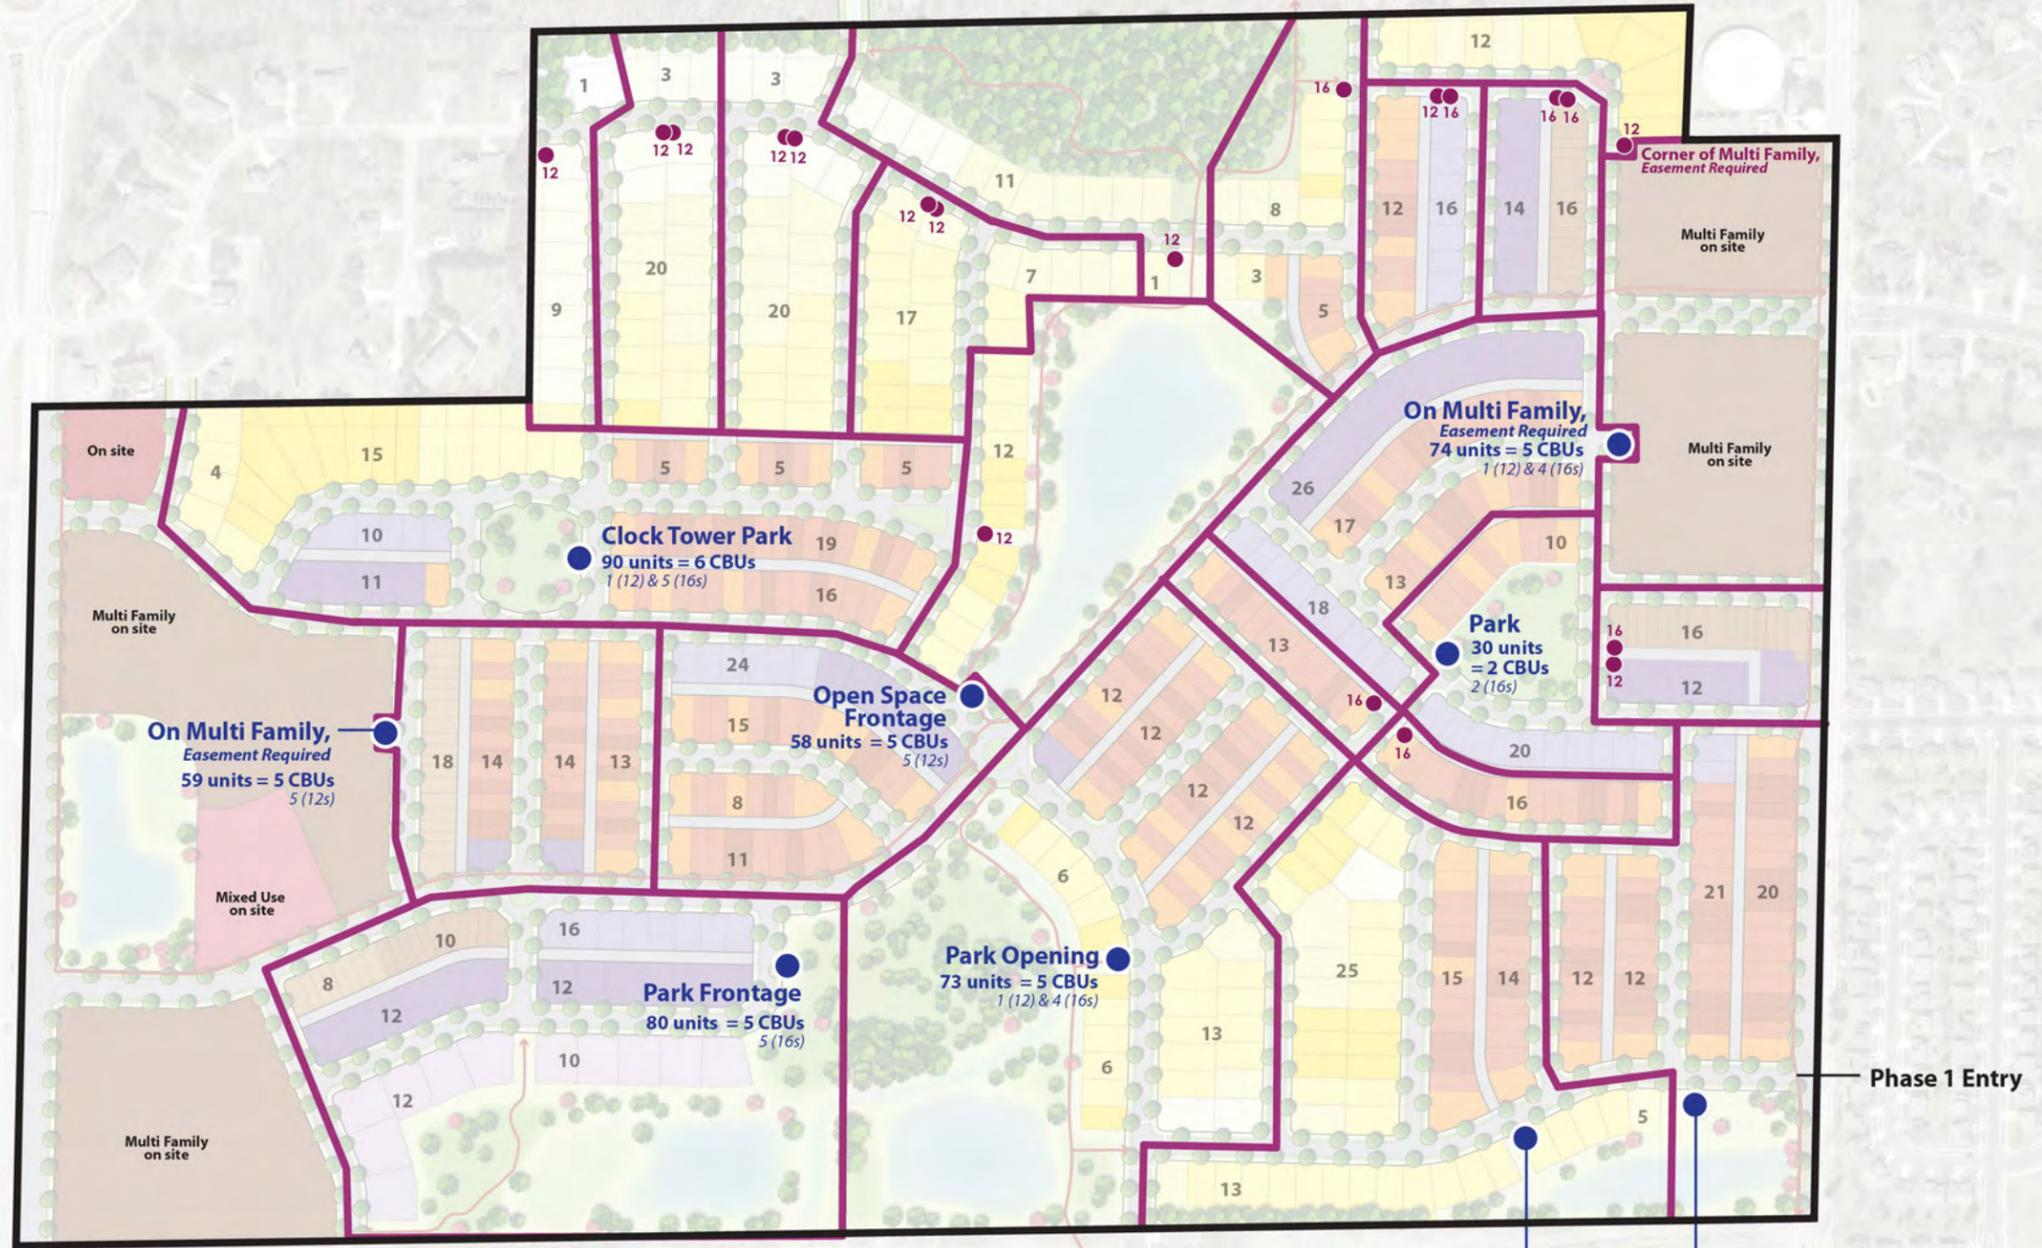 12
1
3
3
16
12 16
16 16
12
Corner of Multi Family,
Easement Required
12
12 12
12 12
11
12
12
8
12
16
14
16
Multi Family
on site
12
9
20
20
17
7
1
3
5
On site
4
15
5
5
5
12
On Multi Family,
Easement Required
74 units = 5 CBUs
1 (12) & 4 (16s)
Multi Family
on site
26
17
10
11
Clock Tower Park
90 units = 6 CBUs
1 (12) & 5 (16s)
19
16
12
13
10
Multi Family
on site
18
13
Park
30 units
= 2 CBUs
2 (16s)
16
12
16
12
24
15
8
11
Open Space
Frontage
58 units = 5 CBUs
5 (12s)
12
12
12
12
16
16
20
16
On Multi Family,
Easement Required
59 units = 5 CBUs
5 (12s)
18
14
14
13
Mixed Use
on site
6
21
20
10
8
12
16
12
Park Frontage
80 units = 5 CBUs
5 (16s)
Park Opening
73 units = 5 CBUs
1 (12) & 4 (16s)
25
15
14
12
12
13
6
10
12
5
13
Phase 1 Entry
Multi Family
on site